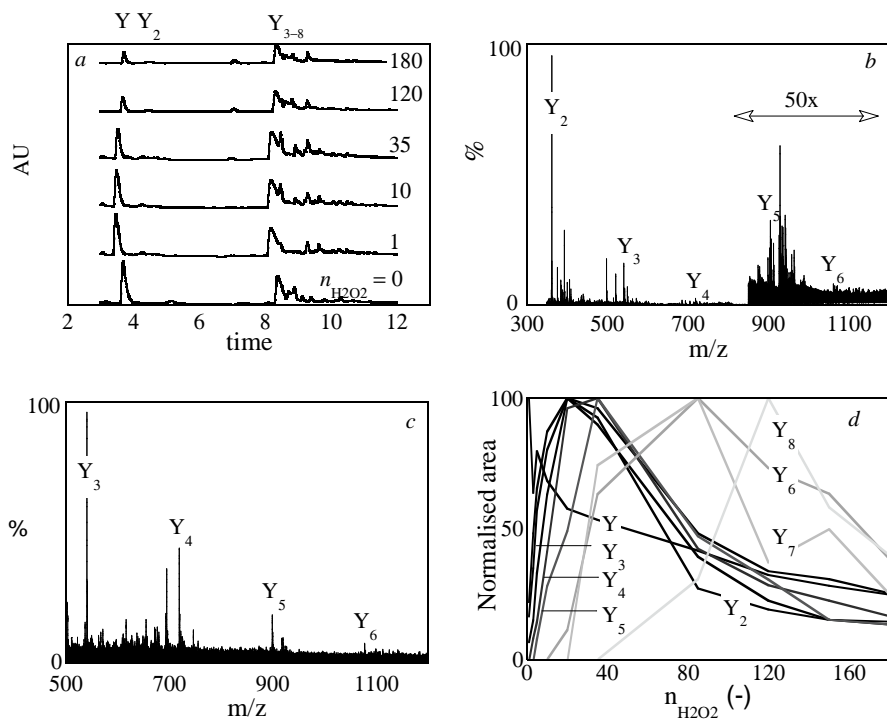 Y Y2 Y3–8
a
180
120
35
10
1
nH2O2 = 0
AU
2 4 6 8 10 12
time
b
100
50x
Y2
%
Y5
Y3
Y4
Y6
0
300 500 700 900 1100
m/z
c
100
Y3
%
Y4
Y5
Y6
0
500 700 900 1100
m/z
d
100
Y8
Y6
Y
50
Y3
Y7
Y4
Y5
Y2
Normalised area
0
0 40 80 120 160
nH2O2 (-)